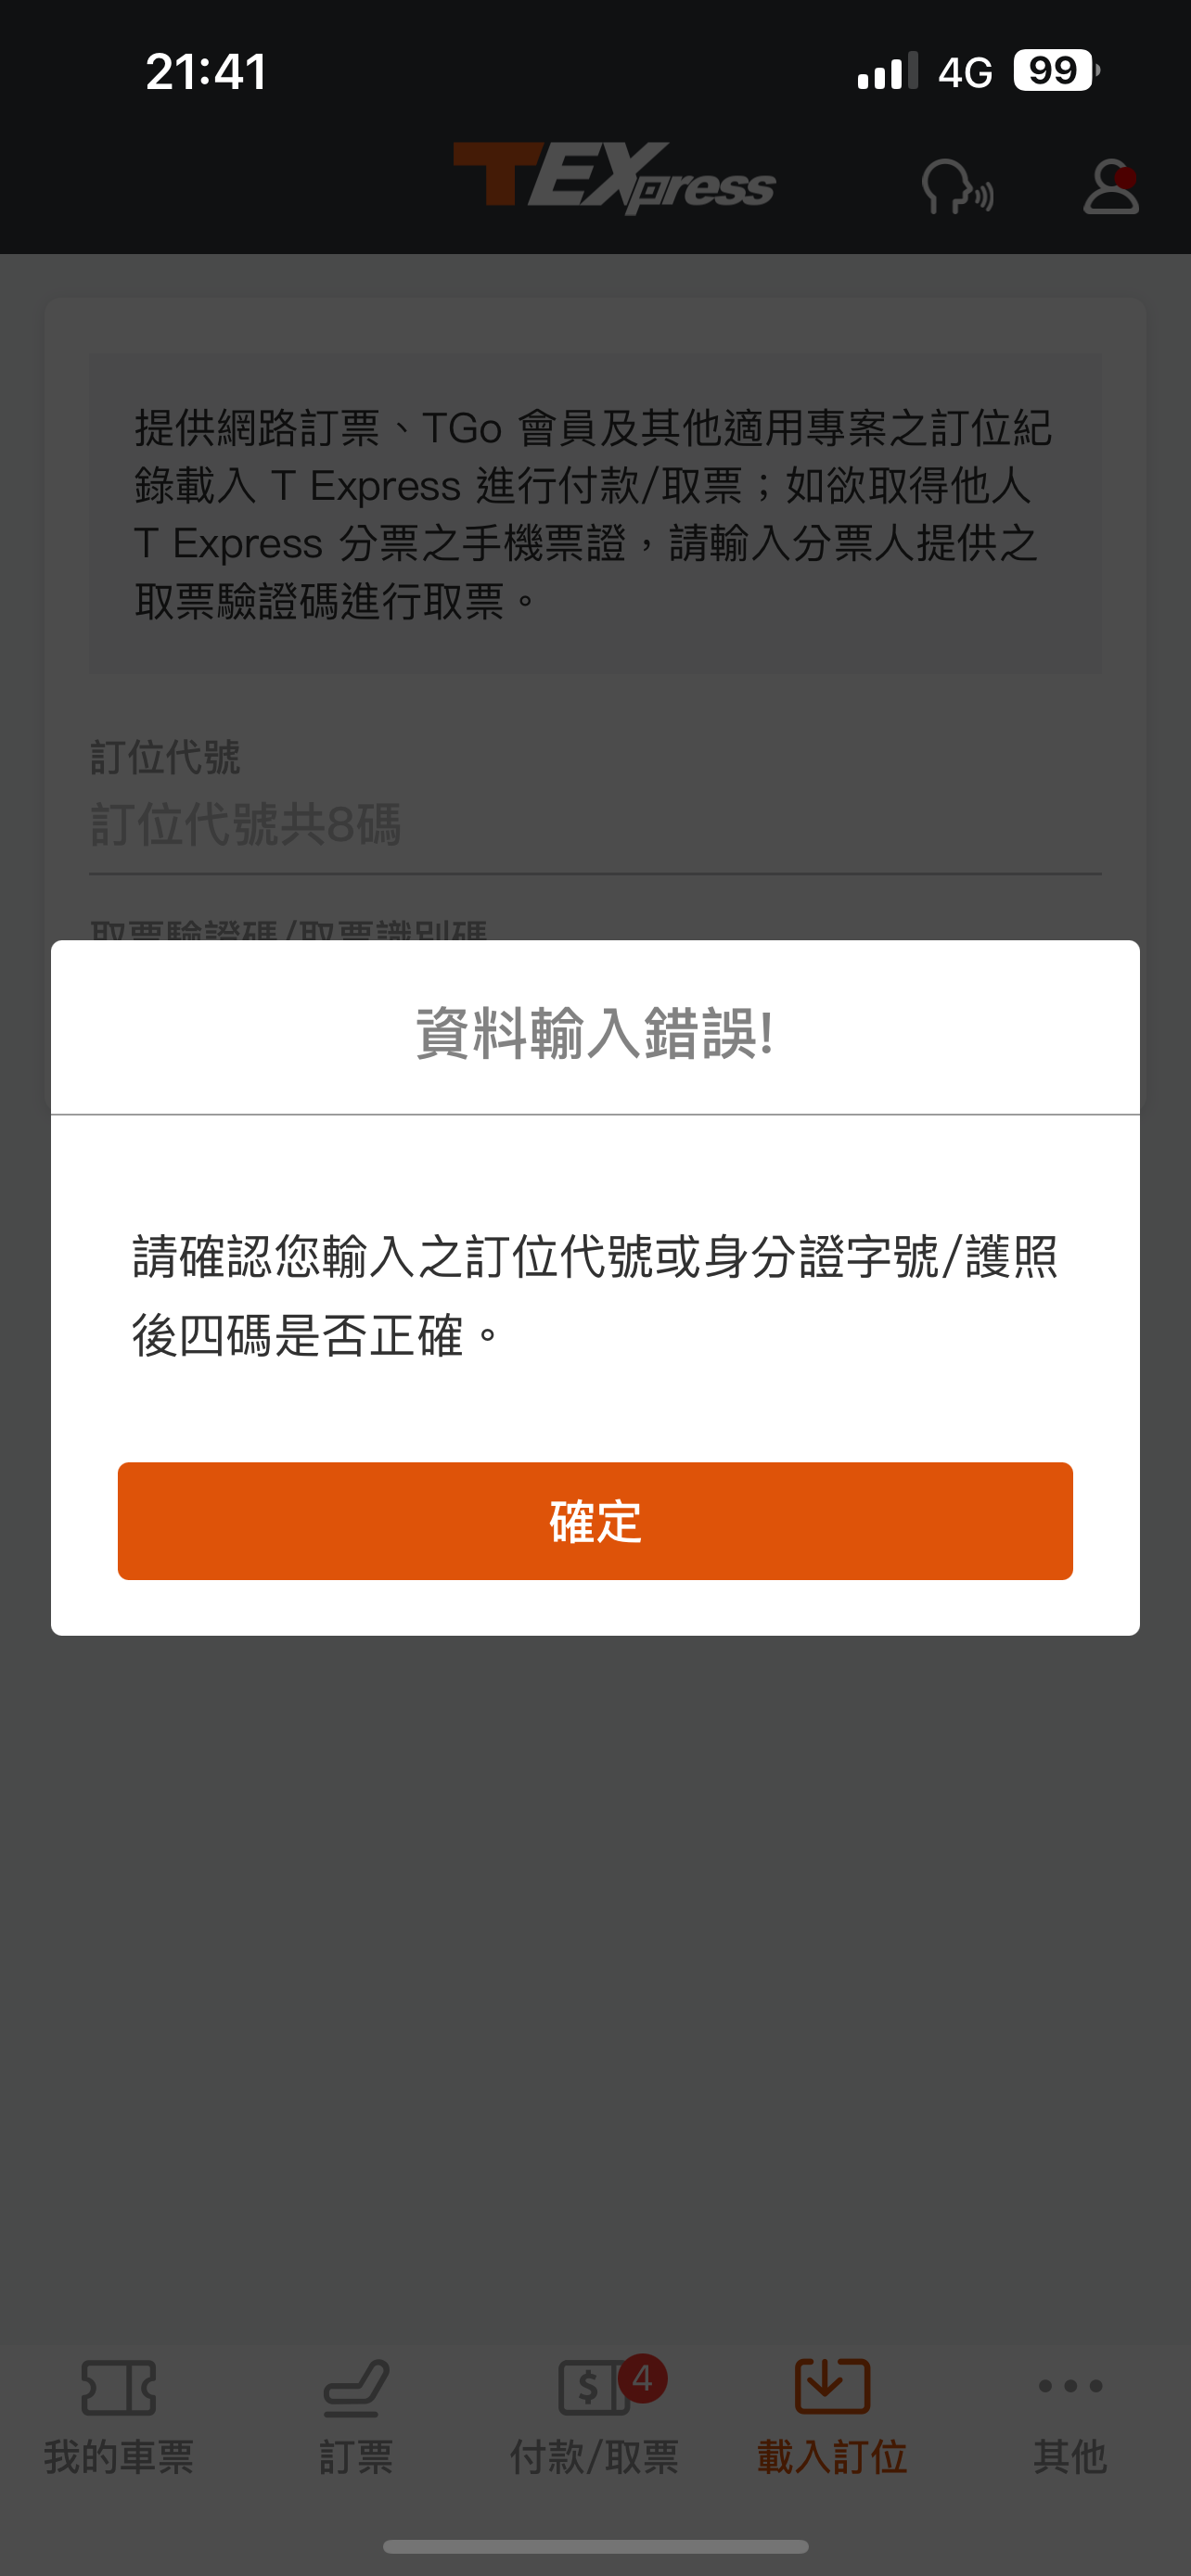 21:41
4G
99
TEXpress
提供網路訂票、TGo 會員及其他適用專案之訂位紀
錄載入 T Express 進行付款/取票；如欲取得他人
T Express 分票之手機票證，請輸入分票人提供之
取票驗證碼進行取票。
訂位代號
訂位代號共8碼
取票驗證碼/取票識別碼
資料輸入錯誤!
請確認您輸入之訂位代號或身分證字號/護照
後四碼是否正確。
確定
4
我的車票
訂票
付款/取票
載入訂位
其他